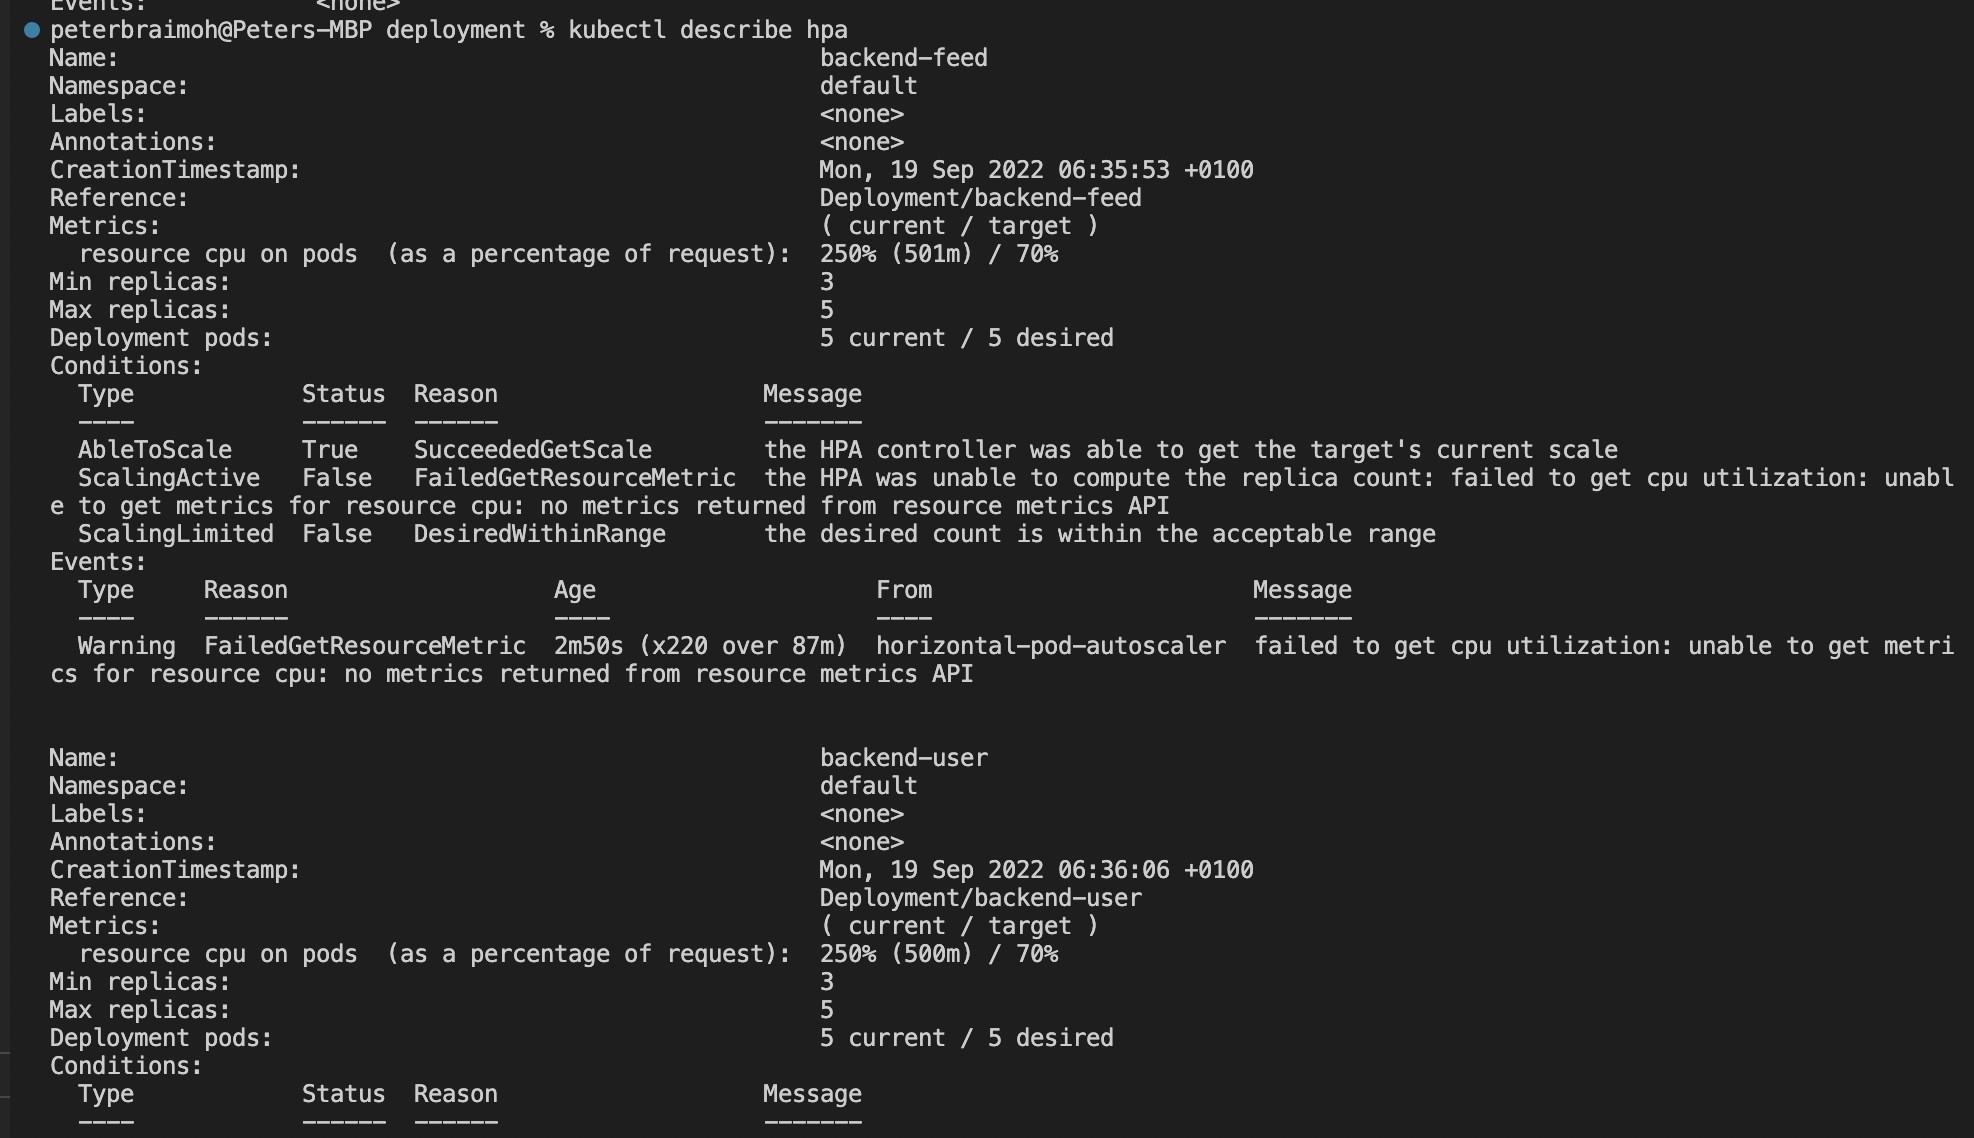 Events:            <none>
peterbraimoh@Peters-MBP deployment % kubectl describe hpa
Name:                                                  backend-feed
Namespace:                                             default
Labels:                                                <none>
Annotations:                                           <none>
CreationTimestamp:                                     Mon, 19 Sep 2022 06:35:53 +0100
Reference:                                             Deployment/backend-feed
Metrics:                                               ( current / target )
  resource cpu on pods  (as a percentage of request):  250% (501m) / 70%
Min replicas:                                          3
Max replicas:                                          5
Deployment pods:                                       5 current / 5 desired
Conditions:
  Type            Status  Reason                   Message
  ----            ------  ------                   -------
  AbleToScale     True    SucceededGetScale        the HPA controller was able to get the target's current scale
  ScalingActive   False   FailedGetResourceMetric  the HPA was unable to compute the replica count: failed to get cpu utilization: unabl
e to get metrics for resource cpu: no metrics returned from resource metrics API
  ScalingLimited  False   DesiredWithinRange       the desired count is within the acceptable range
Events:
  Type     Reason                   Age                    From                       Message
  ----     ------                   ----                   ----                       -------
  Warning  FailedGetResourceMetric  2m50s (x220 over 87m)  horizontal-pod-autoscaler  failed to get cpu utilization: unable to get metri
cs for resource cpu: no metrics returned from resource metrics API
Name:                                                  backend-user
Namespace:                                             default
Labels:                                                <none>
Annotations:                                           <none>
CreationTimestamp:                                     Mon, 19 Sep 2022 06:36:06 +0100
Reference:                                             Deployment/backend-user
Metrics:                                               ( current / target )
  resource cpu on pods  (as a percentage of request):  250% (500m) / 70%
Min replicas:                                          3
Max replicas:                                          5
Deployment pods:                                       5 current / 5 desired
Conditions:
  Type            Status  Reason                   Message
  ----            ------  ------                   -------